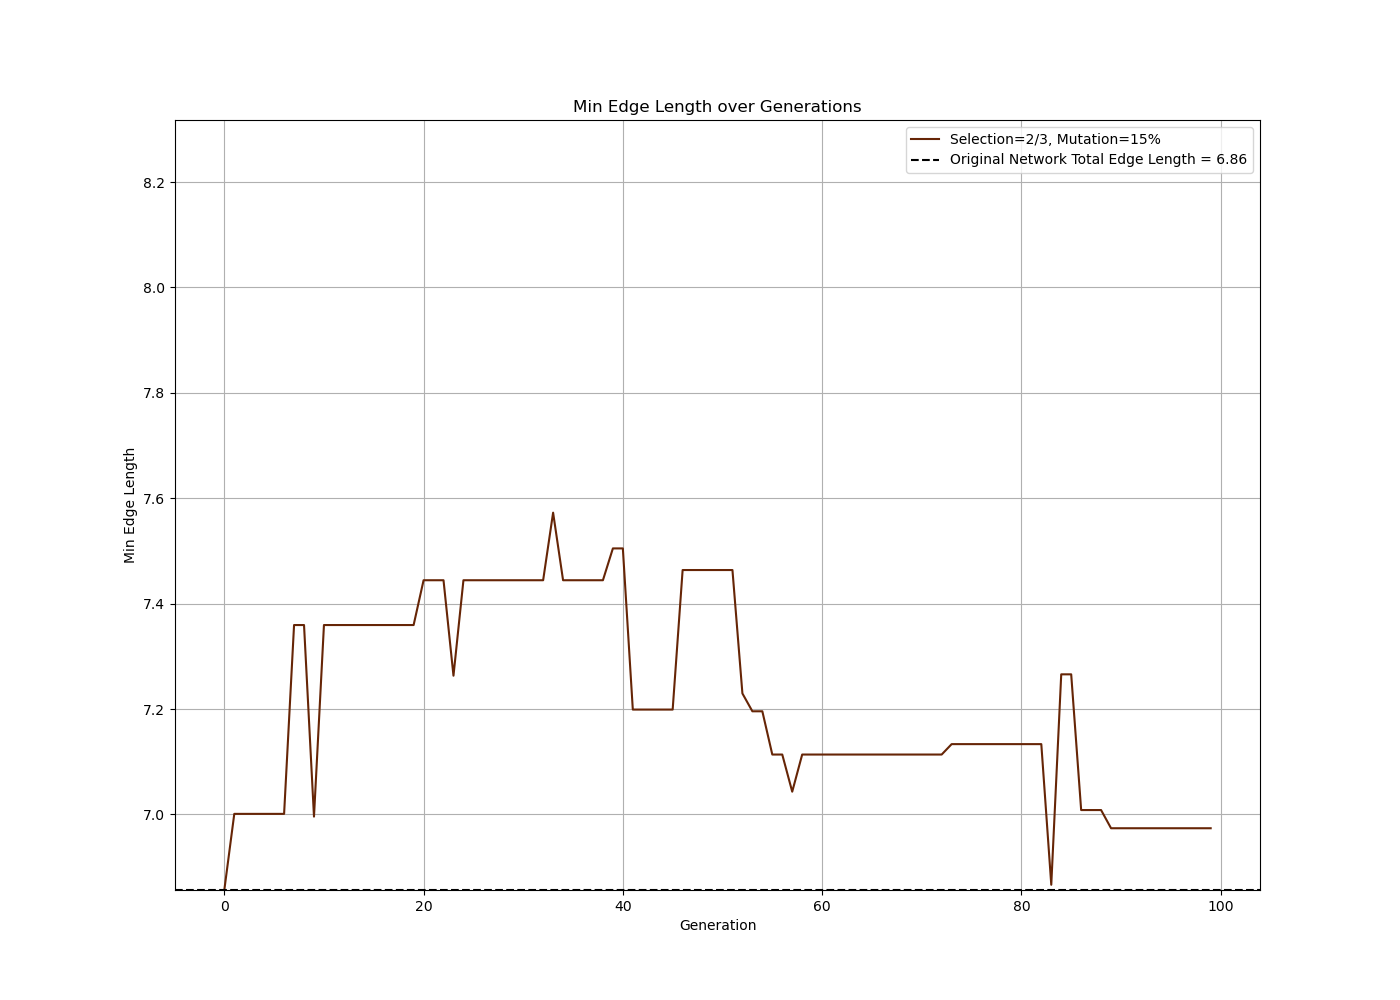 Min Edge Length over Generations
Selection=2/3, Mutation=15%
Original Network Total Edge Length = 6.86
8.2
8.0
7.8
7.6
7.4
7.2
7.0
Min Edge Length
0 20 40 60 80 100
Generation